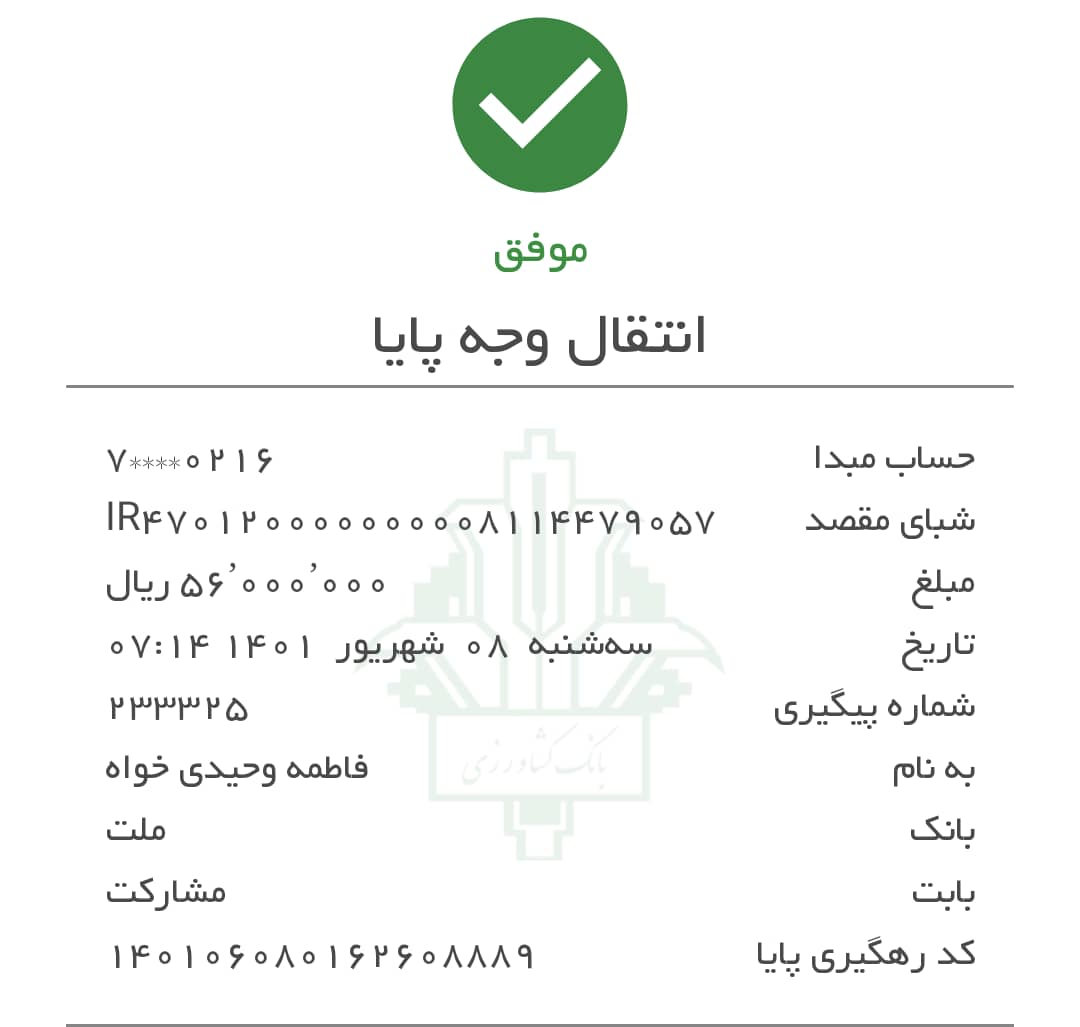 موفق
انتقال وجه پایا
حساب مبدا ۷****۰۲۱۶
شبای مقصد IR۴۷۰۱۲۰۰۰۰۰۰۰۰۰۸۱۱۴۴۷۹۰۵۷
مبلغ ۵۶٬۰۰۰٬۰۰۰ ریال
تاریخ سه‌شنبه ۰۸ شهریور ۱۴۰۱ ۰۷:۱۴
شماره پیگیری ۲۳۳۳۲۵
به نام فاطمه وحیدی خواه
بانک ملت
بابت مشارکت
کد رهگیری پایا ۱۴۰۱۰۶۰۸۰۱۶۲۶۰۸۸۸۹
بانک کشاورزی